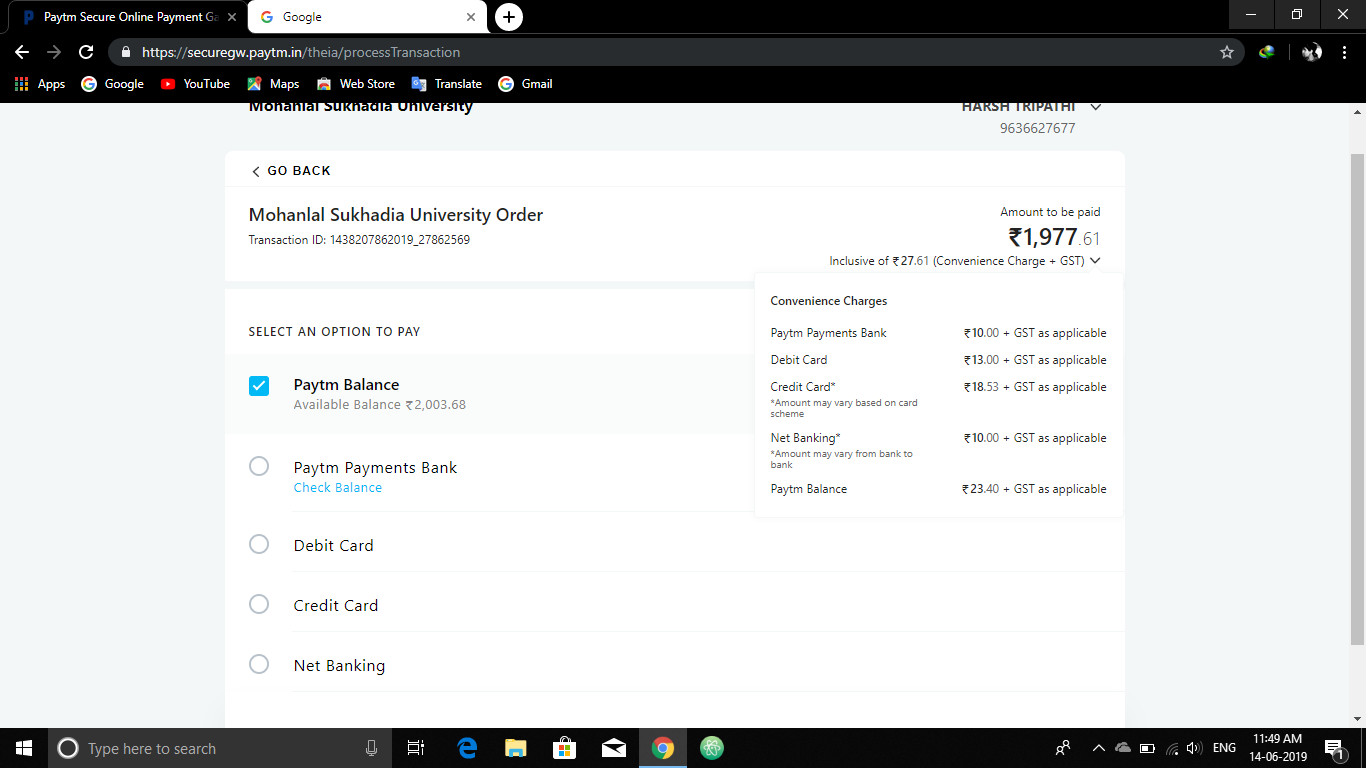 Paytm Secure Online Payment Ga
Google
https://securegw.paytm.in/theia/processTransaction
Apps Google YouTube Maps Web Store Translate Gmail
Mohanlal Sukhadia University
HARSH TRIPATHI
9636627677
GO BACK
Mohanlal Sukhadia University Order
Transaction ID: 1438207862019_27862569
Amount to be paid
₹1,977.61
Inclusive of ₹27.61 (Convenience Charge + GST)
Convenience Charges
Paytm Payments Bank ₹10.00 + GST as applicable
Debit Card ₹13.00 + GST as applicable
Credit Card* ₹18.53 + GST as applicable
*Amount may vary based on card
scheme
Net Banking* ₹10.00 + GST as applicable
*Amount may vary from bank to
bank
Paytm Balance ₹23.40 + GST as applicable
SELECT AN OPTION TO PAY
Paytm Balance
Available Balance ₹2,003.68
Paytm Payments Bank
Check Balance
Debit Card
Credit Card
Net Banking
Type here to search
ENG
11:49 AM
14-06-2019
1